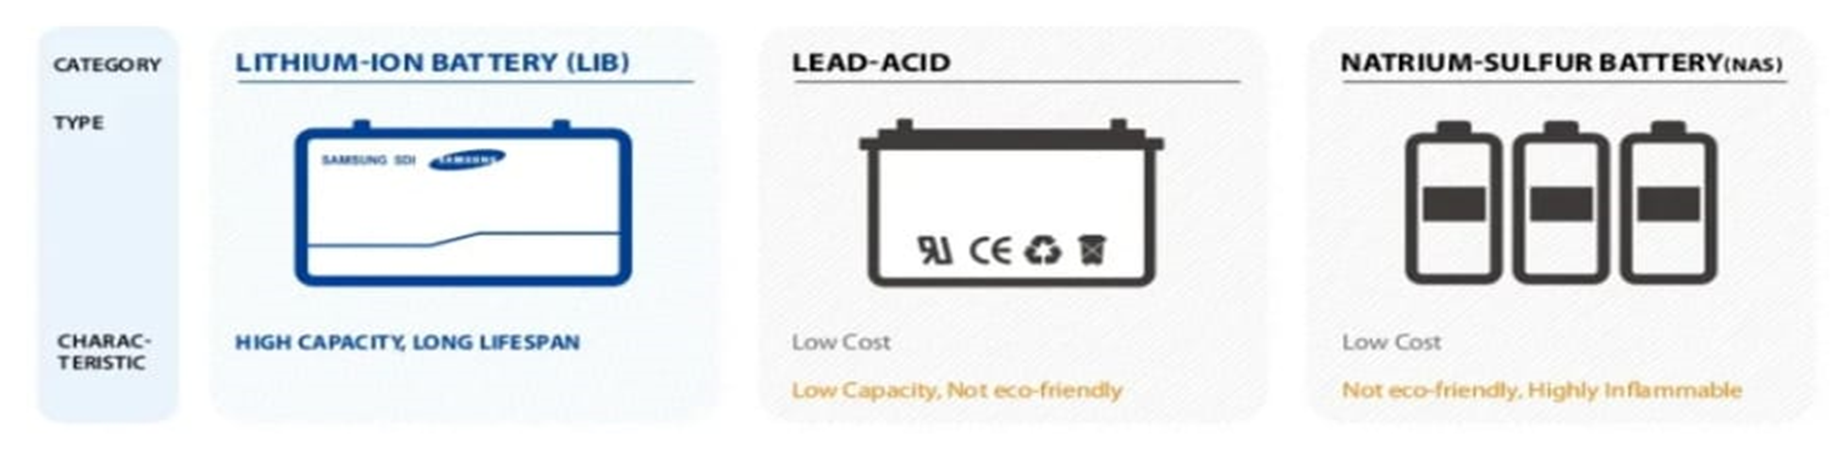 CATEGORY
LITHIUM-ION BATTERY (LIB)
LEAD-ACID
NATRIUM-SULFUR BATTERY(NAS)
TYPE
SAMSUNG SDI SAMSUNG
CE
CHARAC-
TERISTIC
HIGH CAPACITY, LONG LIFESPAN
Low Cost
Low Capacity, Not eco-friendly
Low Cost
Not eco-friendly, Highly Inflammable